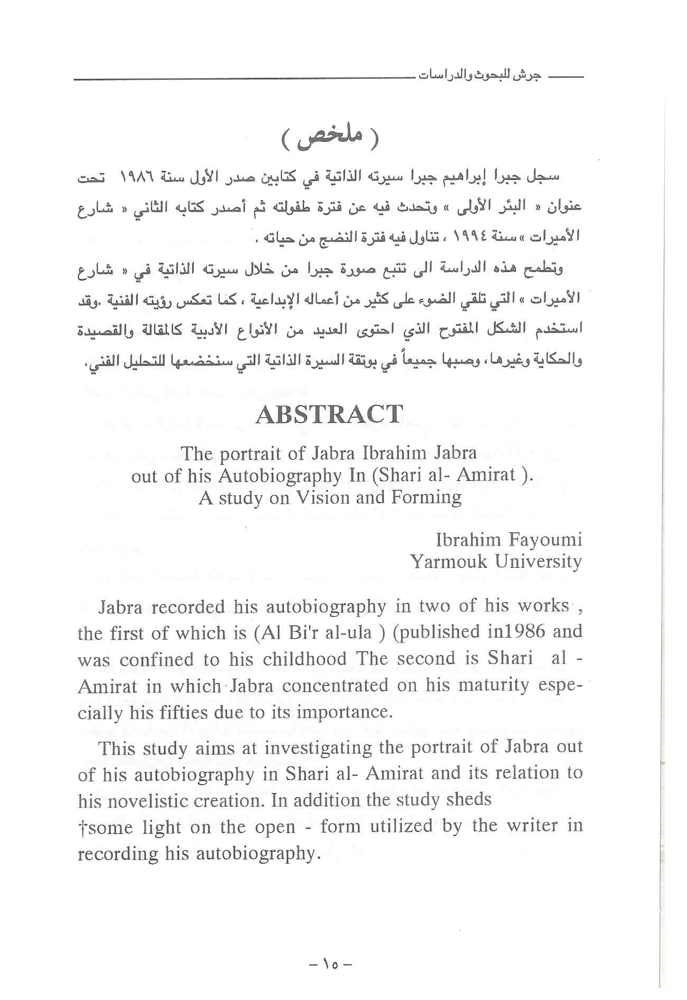 جرش للبحوث والدراسات
( ملخص )
سجل جبرا إبراهيم جبرا سيرته الذاتية في كتابين صدر الأول سنة ١٩٨٦ تحت
عنوان « البئر الأولى » وتحدث فيه عن فترة طفولته ثم أصدر كتابه الثاني « شارع
الأميرات » سنة ١٩٩٤ ، تناول فيه فترة النضج من حياته .
وتطمح هذه الدراسة الى تتبع صورة جبرا من خلال سيرته الذاتية في « شارع
الأميرات » التي تلقي الضوء على كثير من أعماله الإبداعية ، كما تعكس رؤيته الفنية .وقد
استخدم الشكل المفتوح الذي احتوى العديد من الأنواع الأدبية كالمقالة والقصيدة
والحكاية وغيرها، وصبها جميعاً في بوتقة السيرة الذاتية التي سنخضعها للتحليل الفني.
ABSTRACT
The portrait of Jabra Ibrahim Jabra
out of his Autobiography In (Shari al- Amirat ).
A study on Vision and Forming
Ibrahim Fayoumi
Yarmouk University
Jabra recorded his autobiography in two of his works ,
the first of which is (Al Bi'r al-ula ) (published in1986 and
was confined to his childhood The second is Shari al -
Amirat in which Jabra concentrated on his maturity espe-
cially his fifties due to its importance.
This study aims at investigating the portrait of Jabra out
of his autobiography in Shari al- Amirat and its relation to
his novelistic creation. In addition the study sheds
†some light on the open - form utilized by the writer in
recording his autobiography.
– ١٥ –